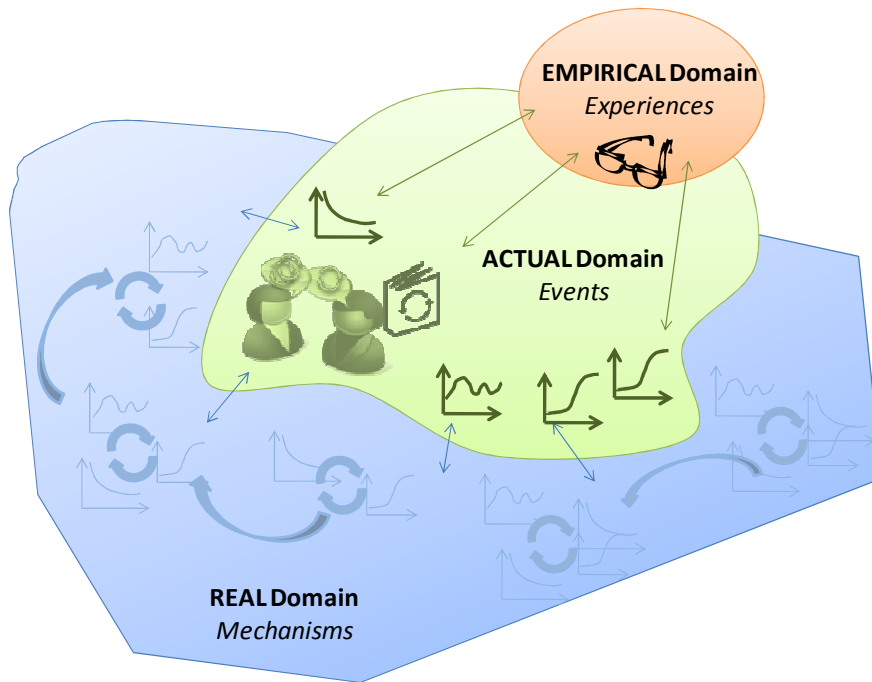 EMPIRICAL Domain
Experiences
ACTUAL Domain
Events
REAL Domain
Mechanisms